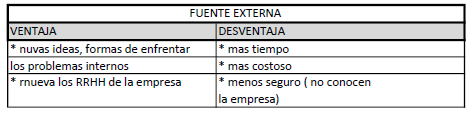 FUENTE EXTERNA
VENTAJA DESVENTAJA
* nuvas ideas, formas de enfrentar * mas tiempo
los problemas internos * mas costoso
* rnueva los RRHH de la empresa * menos seguro ( no conocen
la empresa)